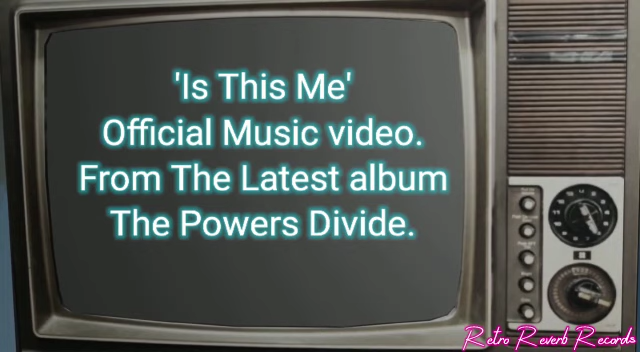 'Is This Me'
Official Music video.
From The Latest album
The Powers Divide.
Retro Reverb Records